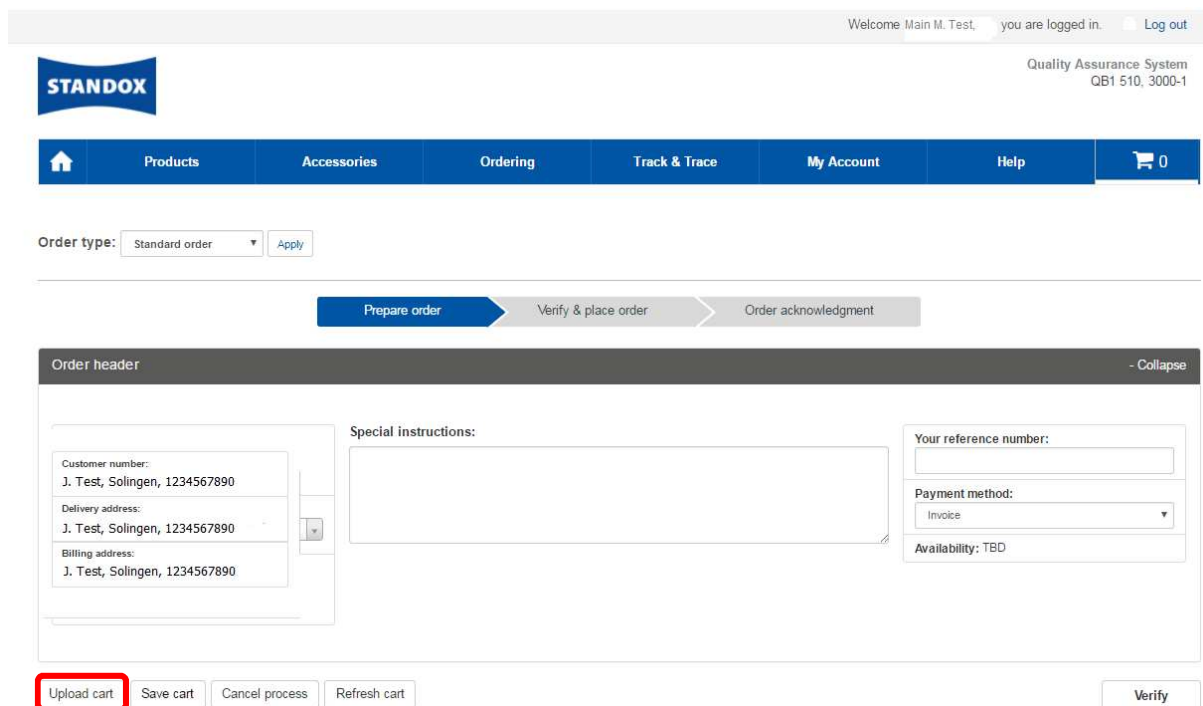 Welcome Main M. Test, you are logged in. Log out
STANDOX
Quality Assurance System
QB1 510, 3000-1
Products Accessories Ordering Track & Trace My Account Help 0
Order type: Standard order Apply
Prepare order Verify & place order Order acknowledgment
Order header - Collapse
Special instructions:
Customer number:
J. Test, Solingen, 1234567890
Delivery address:
J. Test, Solingen, 1234567890
Billing address:
J. Test, Solingen, 1234567890
Your reference number:
Payment method:
Invoice
Availability: TBD
Upload cart Save cart Cancel process Refresh cart Verify